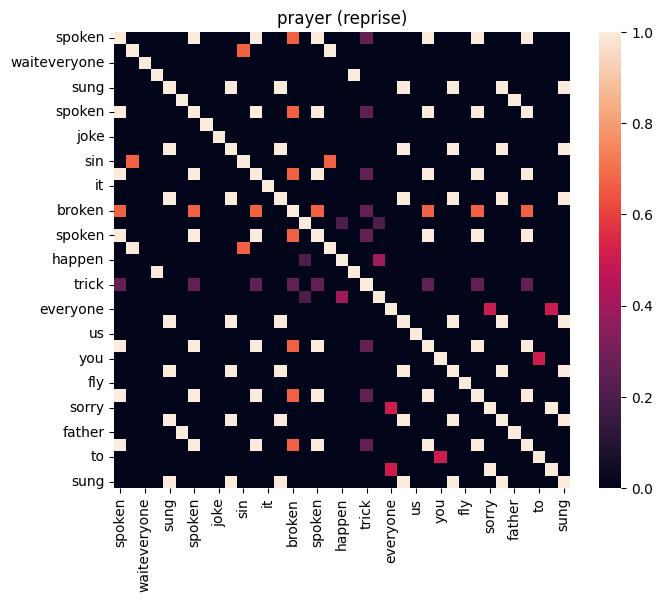 prayer (reprise)
spoken
waiteveryone
sung
spoken
joke
sin
it
broken
spoken
happen
trick
everyone
us
you
fly
sorry
father
to
sung
1.0
0.8
0.6
0.4
0.2
0.0
spoken
waiteveryone
sung
spoken
joke
sin
it
broken
spoken
happen
trick
everyone
us
you
fly
sorry
father
to
sung